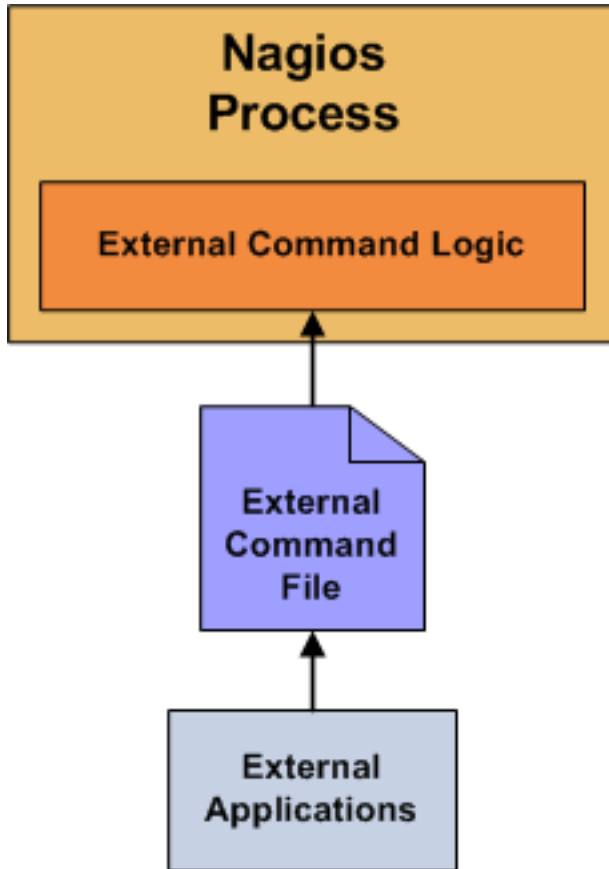 Nagios
Process
External Command Logic
External
Command
File
External
Applications